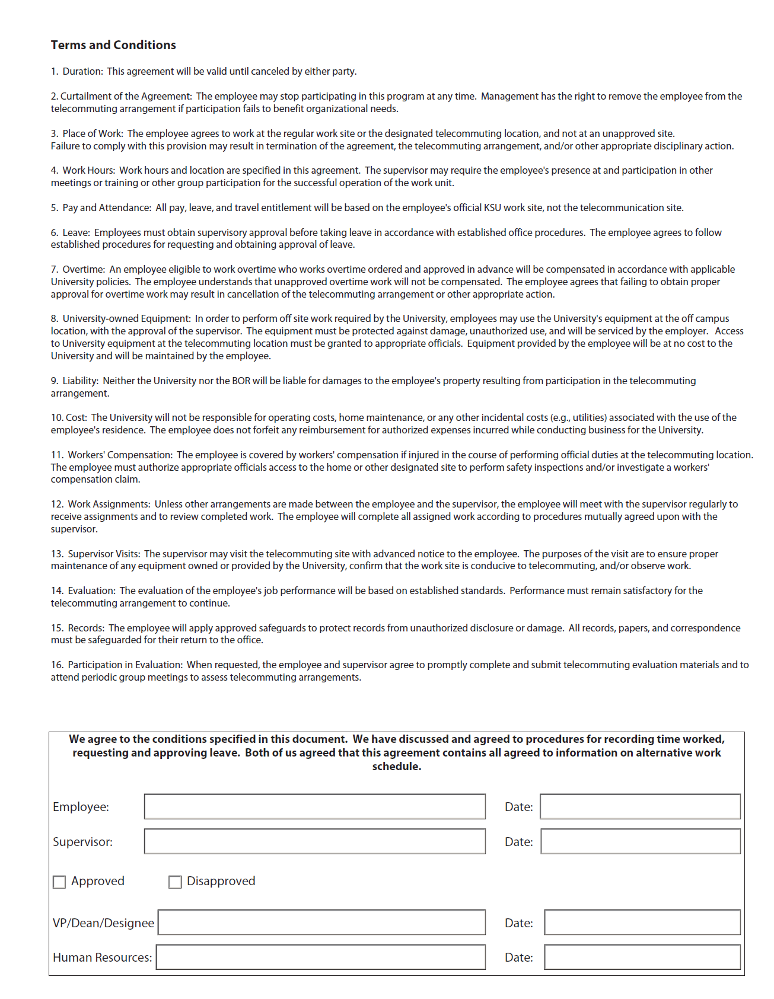 Terms and Conditions
1. Duration: This agreement will be valid until canceled by either party.
2. Curtailment of the Agreement: The employee may stop participating in this program at any time. Management has the right to remove the employee from the
telecommuting arrangement if participation fails to benefit organizational needs.
3. Place of Work: The employee agrees to work at the regular work site or the designated telecommuting location, and not at an unapproved site.
Failure to comply with this provision may result in termination of the agreement, the telecommuting arrangement, and/or other appropriate disciplinary action.
4. Work Hours: Work hours and location are specified in this agreement. The supervisor may require the employee's presence at and participation in other
meetings or training or other group participation for the successful operation of the work unit.
5. Pay and Attendance: All pay, leave, and travel entitlement will be based on the employee's official KSU work site, not the telecommunication site.
6. Leave: Employees must obtain supervisory approval before taking leave in accordance with established office procedures. The employee agrees to follow
established procedures for requesting and obtaining approval of leave.
7. Overtime: An employee eligible to work overtime who works overtime ordered and approved in advance will be compensated in accordance with applicable
University policies. The employee understands that unapproved overtime work will not be compensated. The employee agrees that failing to obtain proper
approval for overtime work may result in cancellation of the telecommuting arrangement or other appropriate action.
8. University-owned Equipment: In order to perform off site work required by the University, employees may use the University's equipment at the off campus
location, with the approval of the supervisor. The equipment must be protected against damage, unauthorized use, and will be serviced by the employer. Access
to University equipment at the telecommuting location must be granted to appropriate officials. Equipment provided by the employee will be at no cost to the
University and will be maintained by the employee.
9. Liability: Neither the University nor the BOR will be liable for damages to the employee's property resulting from participation in the telecommuting
arrangement.
10. Cost: The University will not be responsible for operating costs, home maintenance, or any other incidental costs (e.g., utilities) associated with the use of the
employee's residence. The employee does not forfeit any reimbursement for authorized expenses incurred while conducting business for the University.
11. Workers' Compensation: The employee is covered by workers' compensation if injured in the course of performing official duties at the telecommuting location.
The employee must authorize appropriate officials access to the home or other designated site to perform safety inspections and/or investigate a workers'
compensation claim.
12. Work Assignments: Unless other arrangements are made between the employee and the supervisor, the employee will meet with the supervisor regularly to
receive assignments and to review completed work. The employee will complete all assigned work according to procedures mutually agreed upon with the
supervisor.
13. Supervisor Visits: The supervisor may visit the telecommuting site with advanced notice to the employee. The purposes of the visit are to ensure proper
maintenance of any equipment owned or provided by the University, confirm that the work site is conducive to telecommuting, and/or observe work.
14. Evaluation: The evaluation of the employee's job performance will be based on established standards. Performance must remain satisfactory for the
telecommuting arrangement to continue.
15. Records: The employee will apply approved safeguards to protect records from unauthorized disclosure or damage. All records, papers, and correspondence
must be safeguarded for their return to the office.
16. Participation in Evaluation: When requested, the employee and supervisor agree to promptly complete and submit telecommuting evaluation materials and to
attend periodic group meetings to assess telecommuting arrangements.
We agree to the conditions specified in this document. We have discussed and agreed to procedures for recording time worked,
requesting and approving leave. Both of us agreed that this agreement contains all agreed to information on alternative work
schedule.
Employee: Date:
Supervisor: Date:
Approved Disapproved
VP/Dean/Designee Date:
Human Resources: Date: